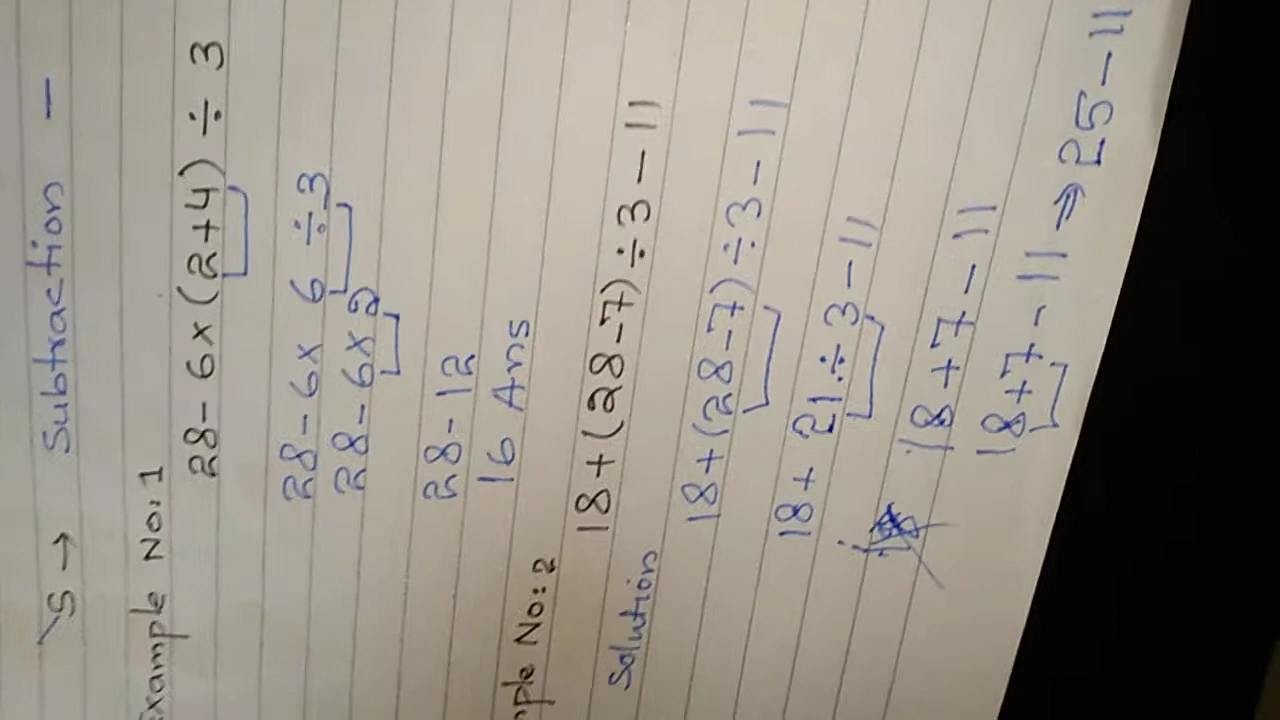 S → Subtraction –
Example No:1
28 - 6 x (2+4) ÷ 3
28 - 6 x 6 ÷ 3
28 - 6 x 2
28 - 12
16 Ans
No:2 18 + (28 - 7) ÷ 3 - 11
Solution
18 + (28 - 7) ÷ 3 - 11
18 + 21 ÷ 3 - 11
18 + 7 - 11
18 + 7 - 11 ⇒ 25 - 11